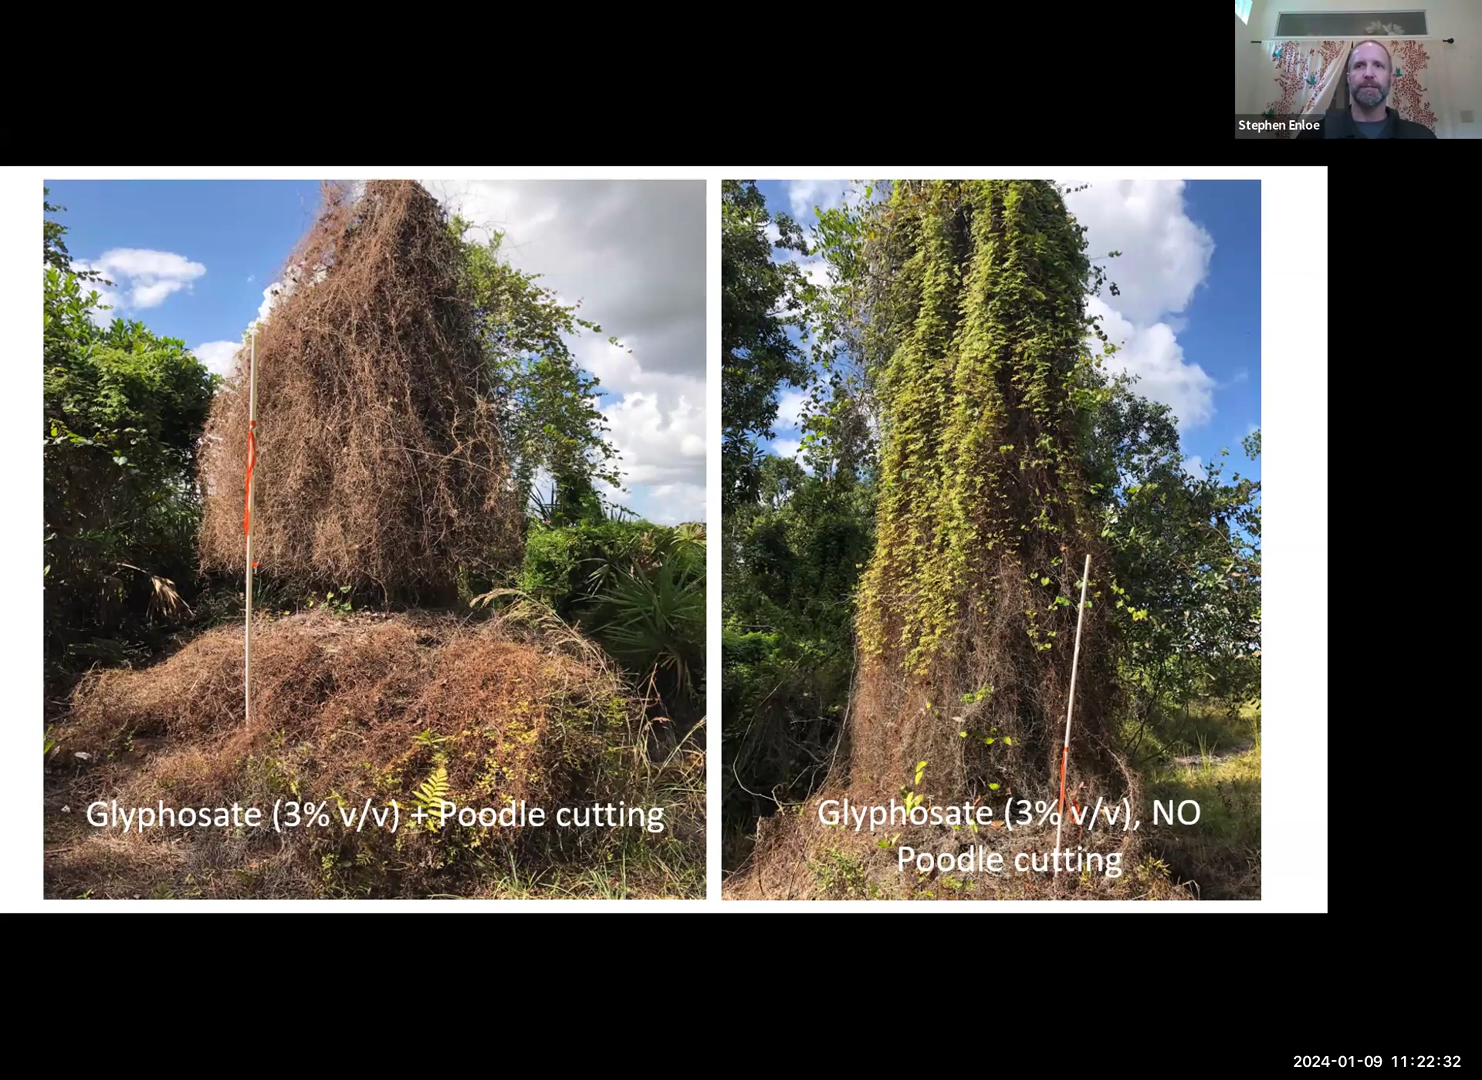 Stephen Enloe
Glyphosate (3% v/v) + Poodle cutting
Glyphosate (3% v/v), NO
Poodle cutting
2024-01-09 11:22:32